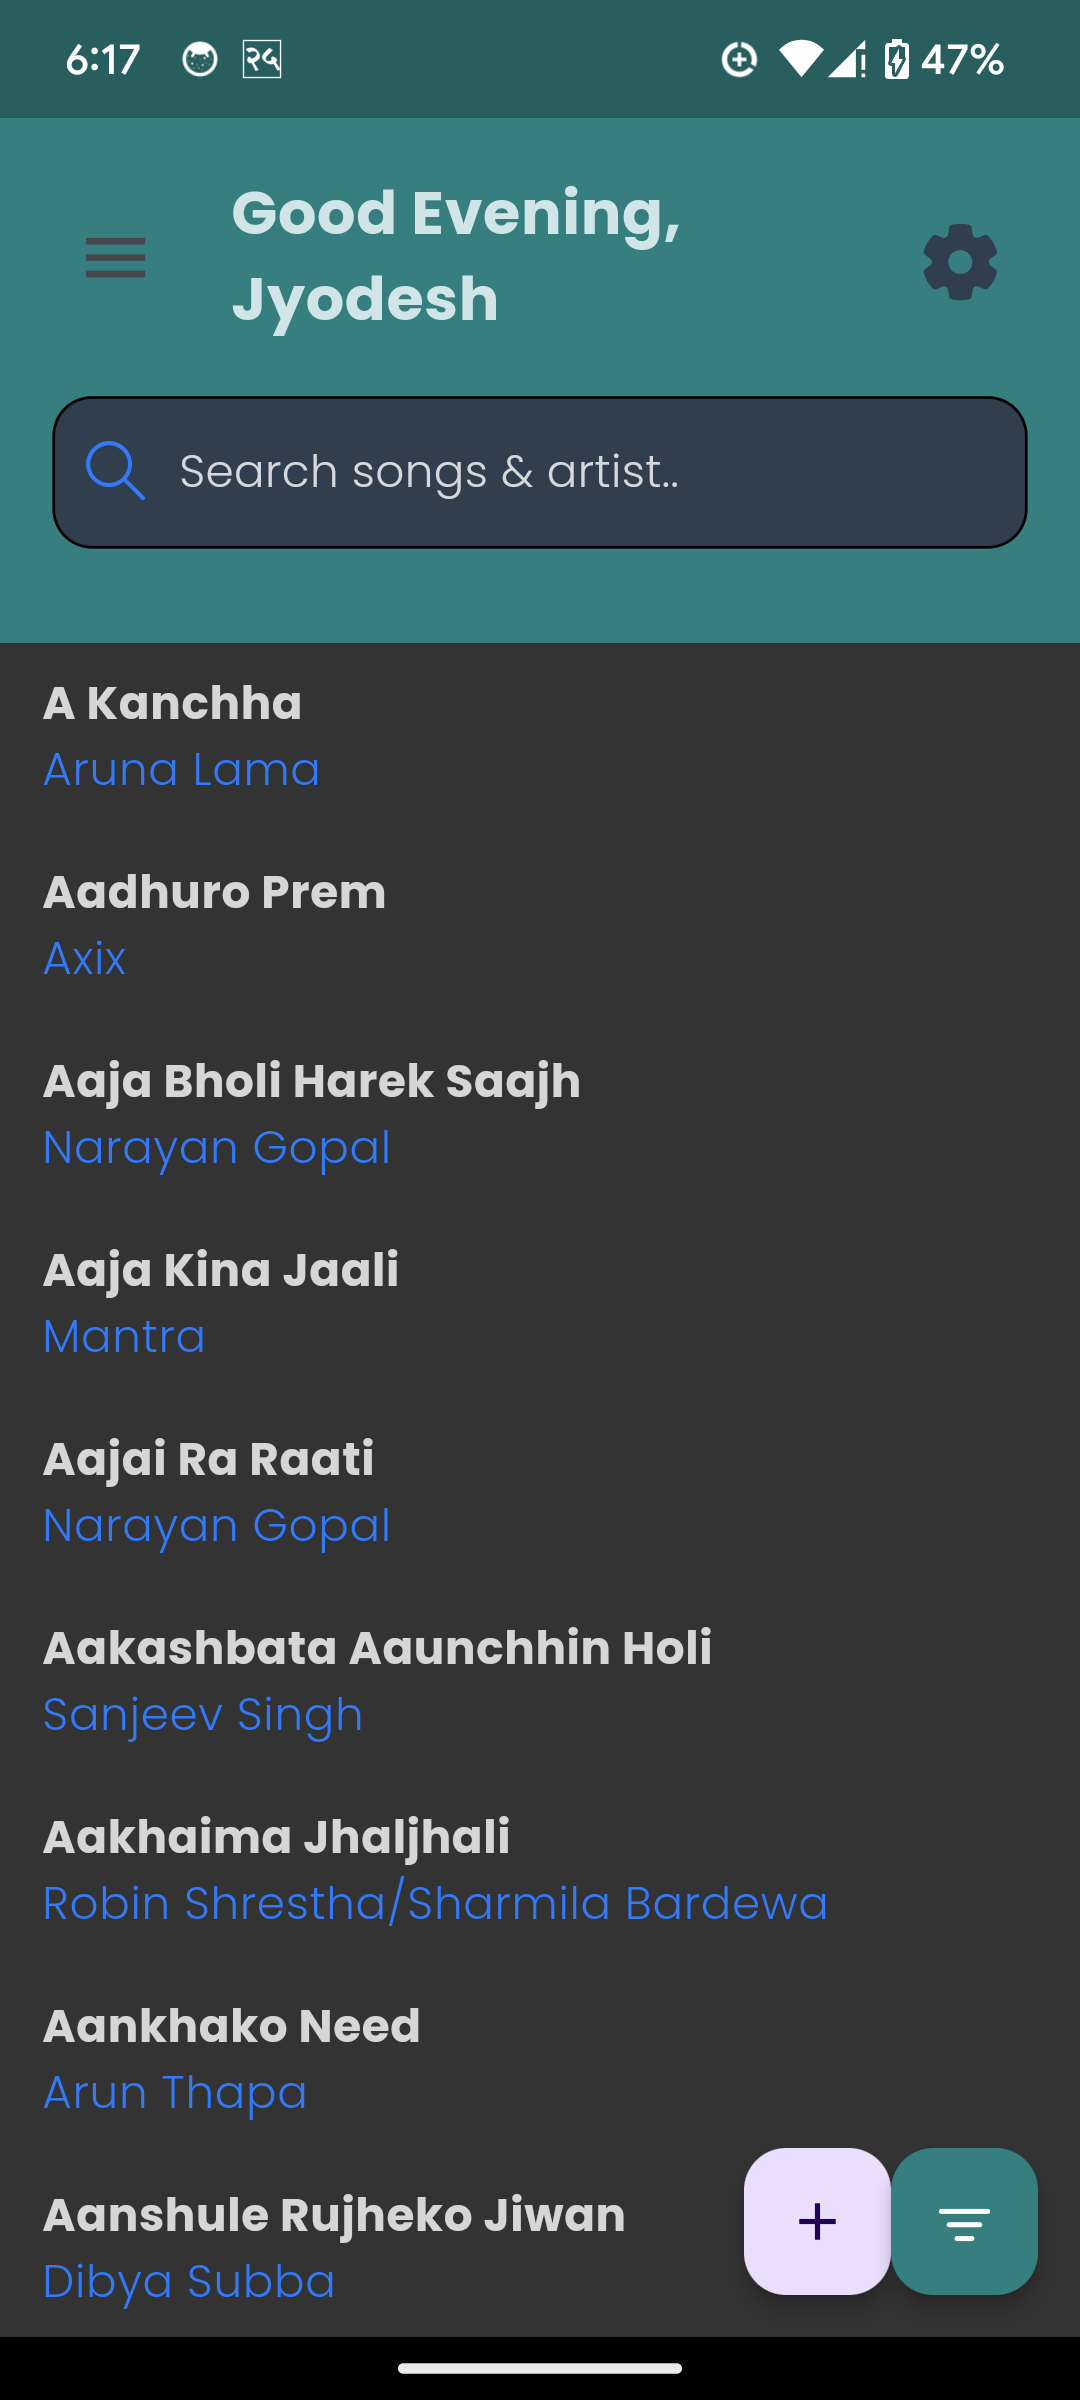 6:17
२५
47%
Good Evening,
Jyodesh
Search songs & artist..
A Kanchha
Aruna Lama
Aadhuro Prem
Axix
Aaja Bholi Harek Saajh
Narayan Gopal
Aaja Kina Jaali
Mantra
Aajai Ra Raati
Narayan Gopal
Aakashbata Aaunchhin Holi
Sanjeev Singh
Aakhaima Jhaljhali
Robin Shrestha/Sharmila Bardewa
Aankhako Need
Arun Thapa
Aanshule Rujheko Jiwan
Dibya Subba